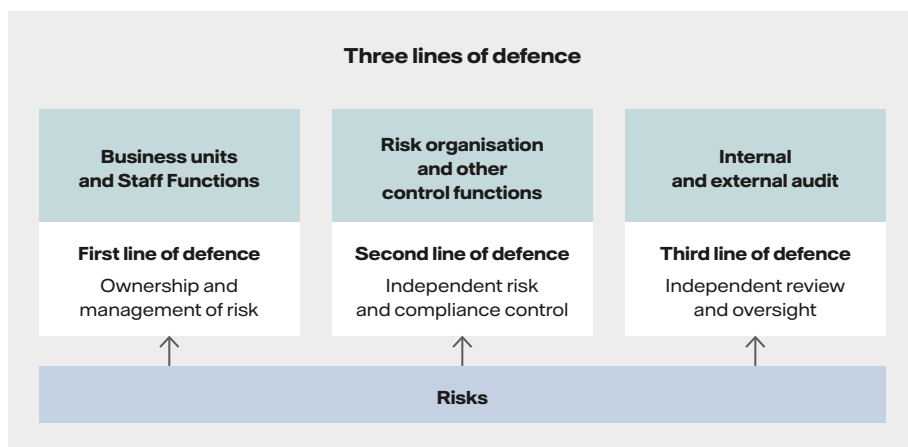 Three lines of defence
Business units
and Staff Functions
First line of defence
Ownership and
management of risk
Risk organisation
and other
control functions
Second line of defence
Independent risk
and compliance control
Internal
and external audit
Third line of defence
Independent review
and oversight
Risks